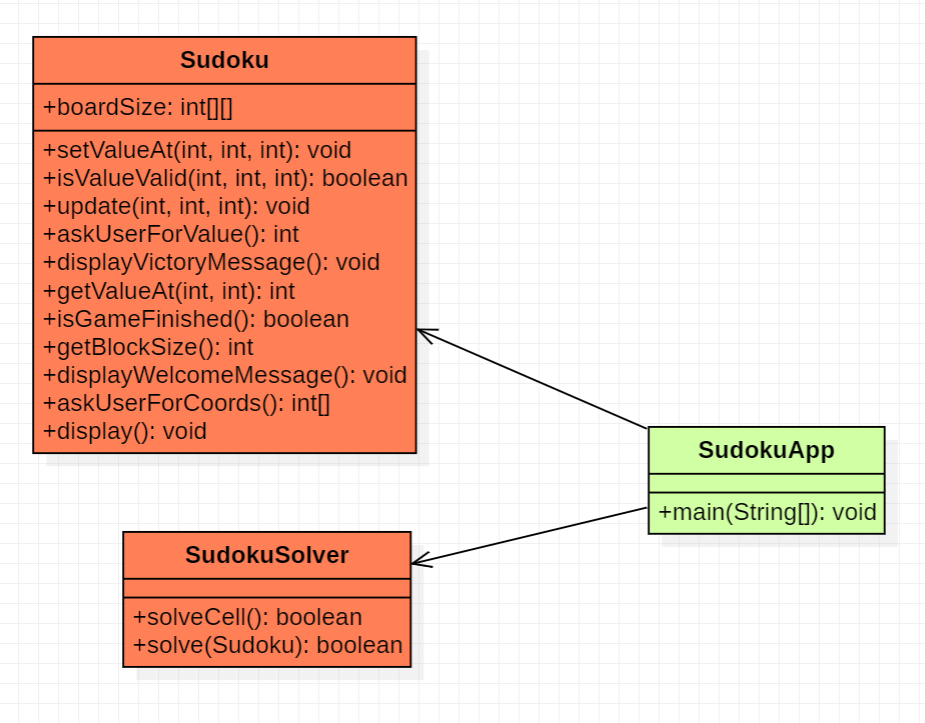 Sudoku
+boardSize: int[][]
+setValueAt(int, int, int): void
+isValueValid(int, int, int): boolean
+update(int, int, int): void
+askUserForValue(): int
+displayVictoryMessage(): void
+getValueAt(int, int): int
+isGameFinished(): boolean
+getBlockSize(): int
+displayWelcomeMessage(): void
+askUserForCoords(): int[]
+display(): void
SudokuApp
+main(String[]): void
SudokuSolver
+solveCell(): boolean
+solve(Sudoku): boolean